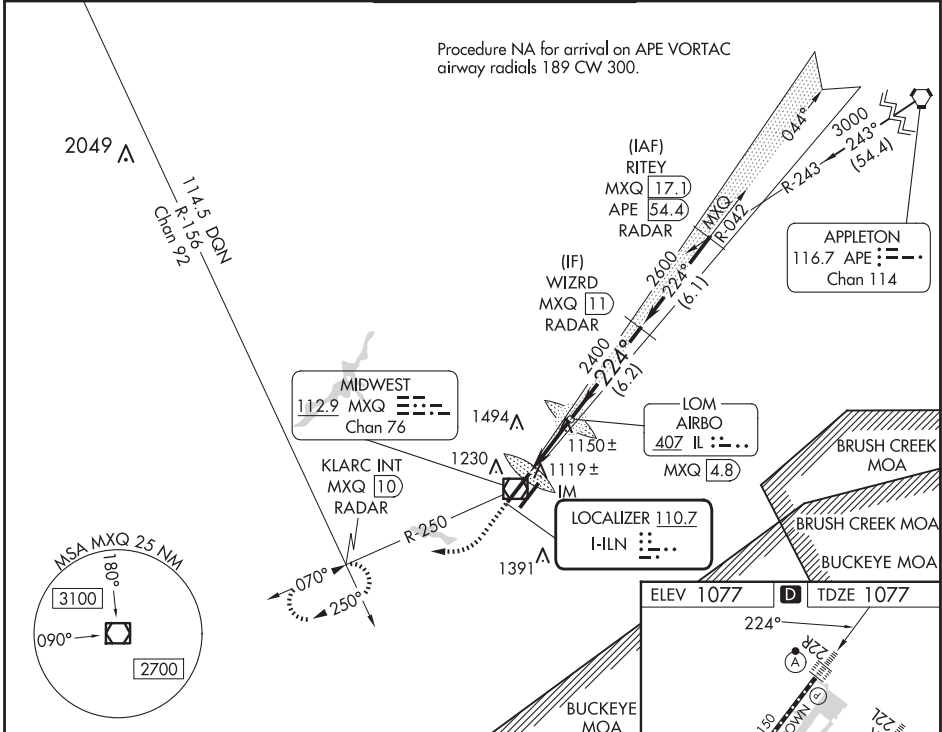 Procedure NA for arrival on APE VORTAC
airway radials 189 CW 300.
2049
114.5 DQN
R-156
Chan 92
(IAF)
RITEY
MXQ 17.1
APE 54.4
RADAR
044°
3000
243°
(54.4)
R-243
MXQ
R-042
APPLETON
116.7 APE
Chan 114
2600
224°
(6.1)
(IF)
WIZRD
MXQ 11
RADAR
2400
224°
(6.2)
MIDWEST
112.9 MXQ
Chan 76
1494
1150 ±
LOM
AIRBO
407 IL
MXQ 4.8
BRUSH CREEK
MOA
1230
1119 ±
IM
KLARC INT
MXQ 10
RADAR
R-250
LOCALIZER 110.7
I-ILN
BRUSH CREEK MOA
BUCKEYE MOA
1391
070°
250°
MSA MXQ 25 NM
180°
3100
090°
2700
ELEV 1077
D
TDZE 1077
224°
22R
A
P
22L
BUCKEYE
MOA